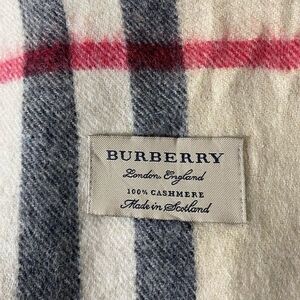 BURBERRY
London, England
100% CASHMERE
Made in Scotland